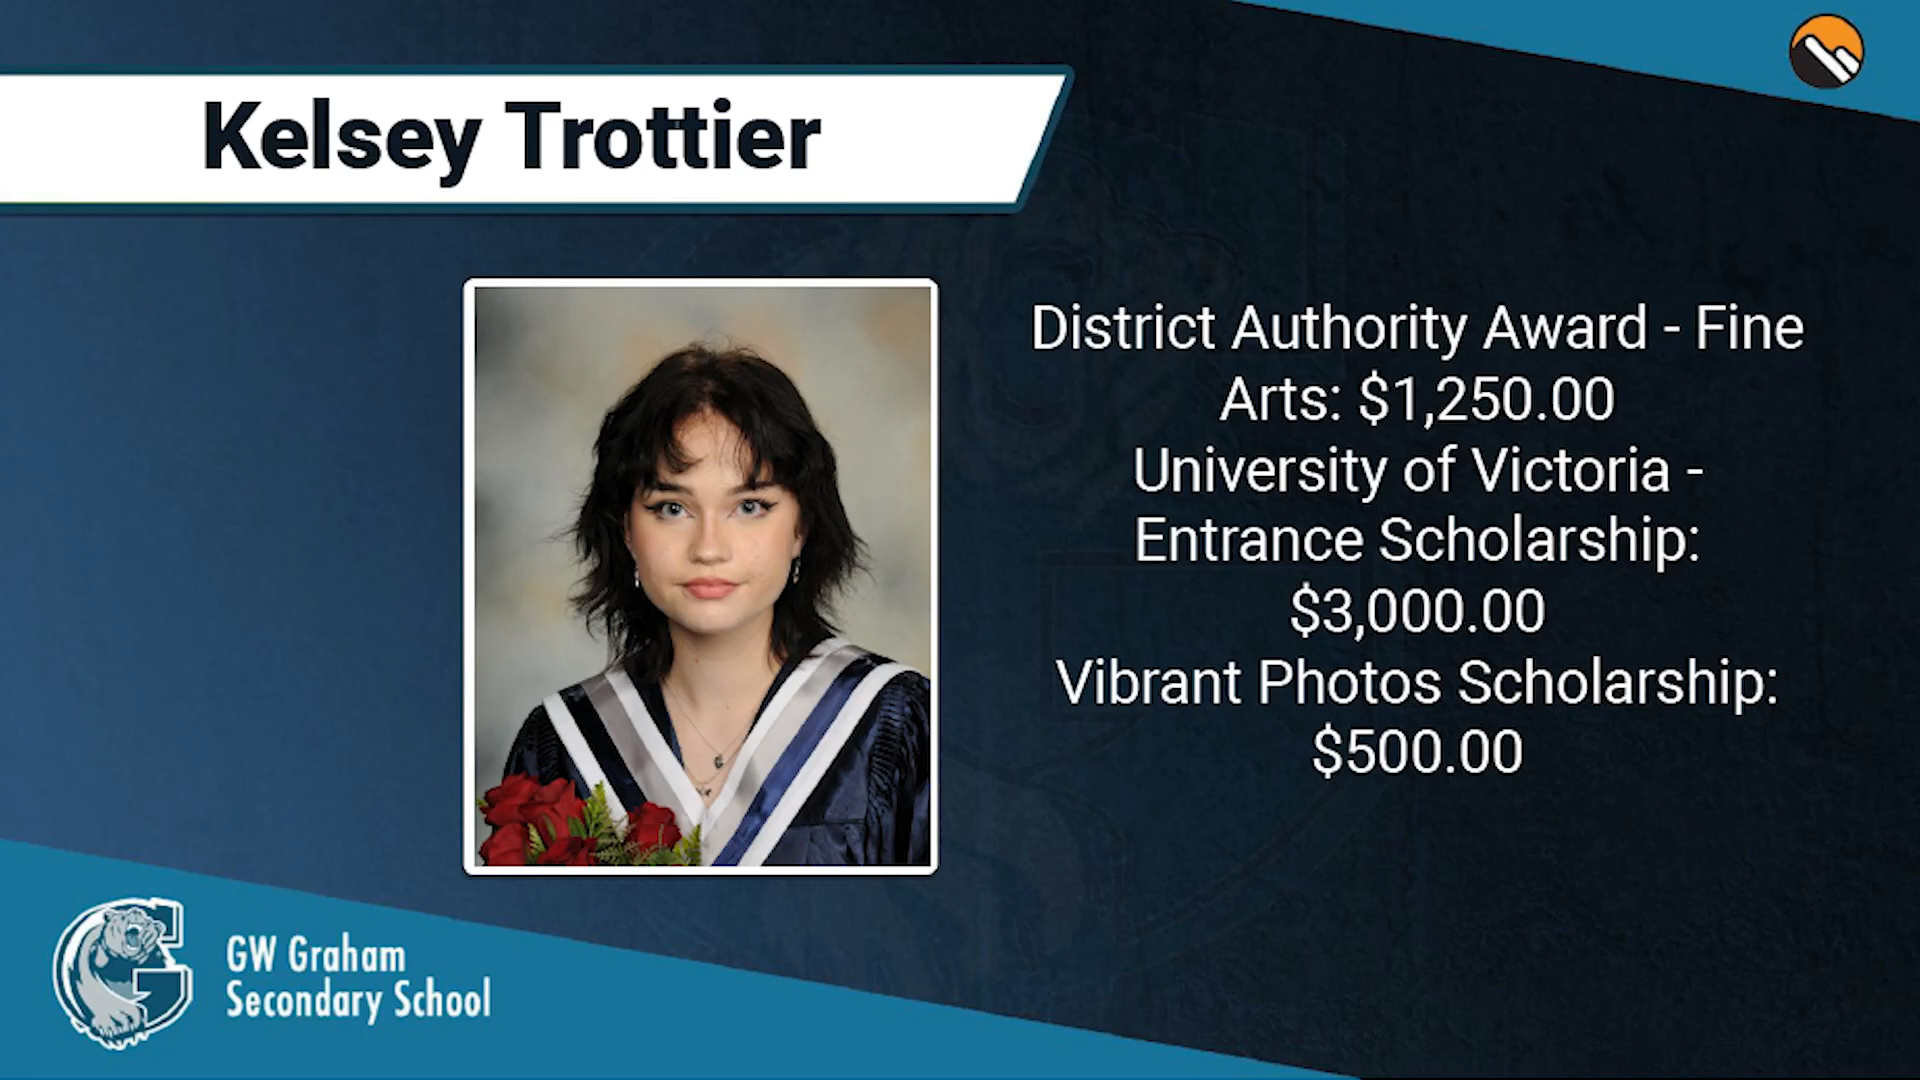 Kelsey Trottier
District Authority Award - Fine
Arts: $1,250.00
University of Victoria -
Entrance Scholarship:
$3,000.00
Vibrant Photos Scholarship:
$500.00
GW Graham
Secondary School